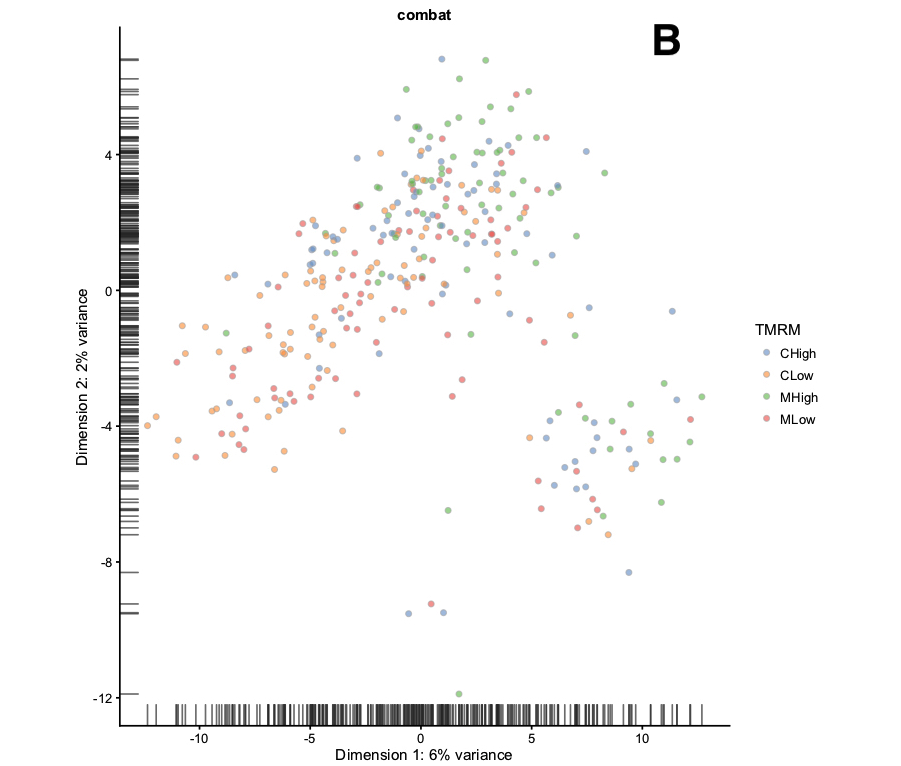 combat
B
4
0
-4
-8
-12
Dimension 2: 2% variance
-10
-5
0
5
10
Dimension 1: 6% variance
TMRM
CHigh
CLow
MHigh
MLow